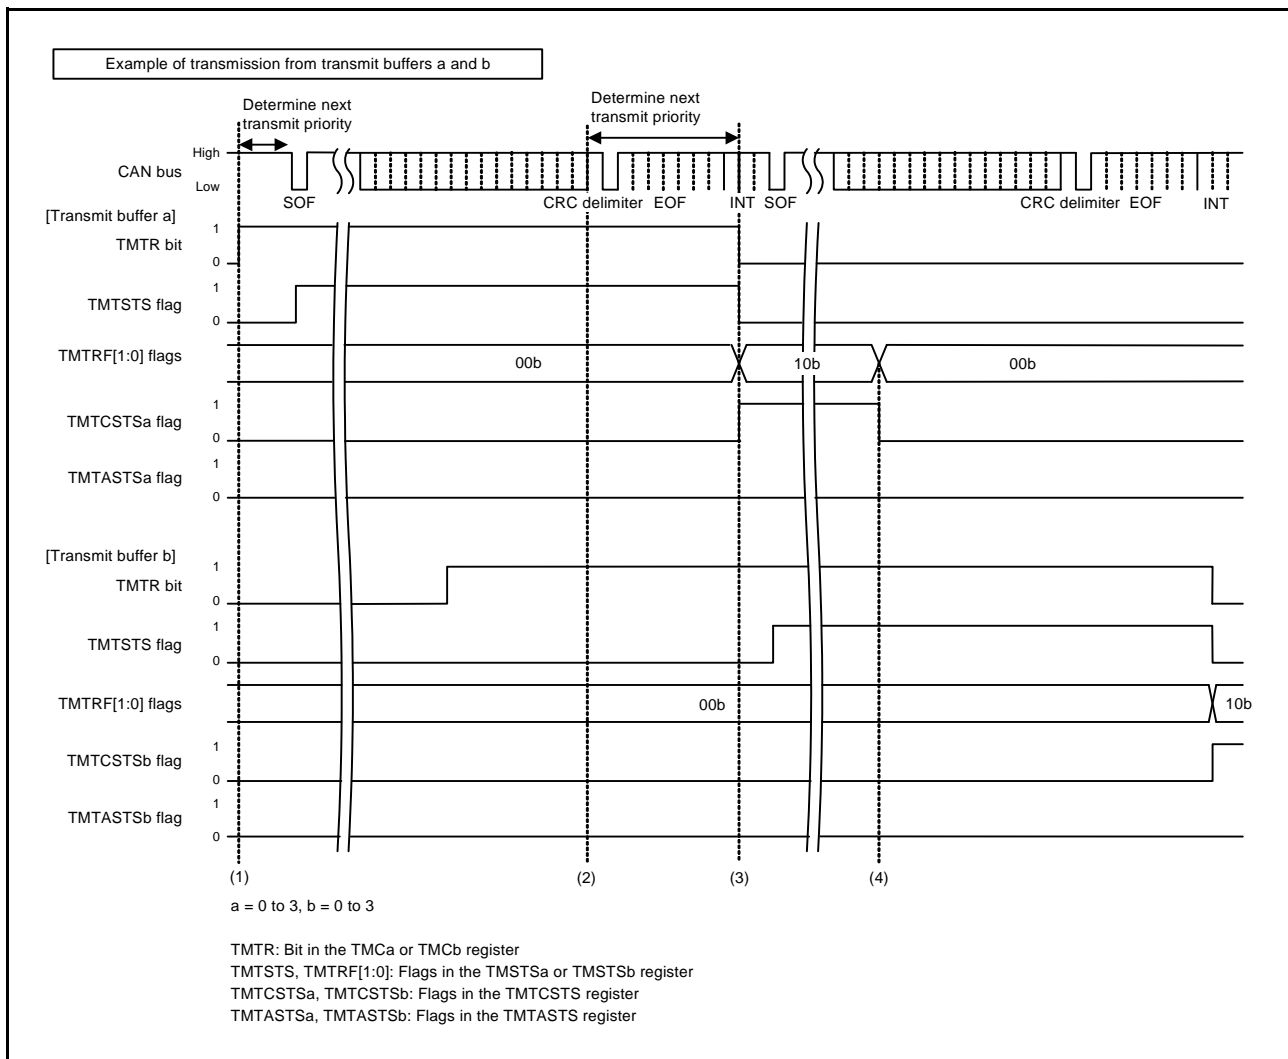 Example of transmission from transmit buffers a and b
Determine next
transmit priority
Determine next
transmit priority
High
CAN bus
Low
SOF
CRC delimiter
EOF
INT
SOF
CRC delimiter
EOF
INT
[Transmit buffer a]
1
TMTR bit
0
1
TMTSTS flag
0
TMTRF[1:0] flags
00b
10b
00b
1
TMTCSTSa flag
0
1
TMTASTSa flag
0
[Transmit buffer b]
1
TMTR bit
0
1
TMTSTS flag
0
TMTRF[1:0] flags
00b
10b
1
TMTCSTSb flag
0
1
TMTASTSb flag
0
(1)
(2)
(3)
(4)
a = 0 to 3, b = 0 to 3
TMTR: Bit in the TMCa or TMCb register
TMTSTS, TMTRF[1:0]: Flags in the TMSTSa or TMSTSb register
TMTCSTSa, TMTCSTSb: Flags in the TMTCSTS register
TMTASTSa, TMTASTSb: Flags in the TMTASTS register